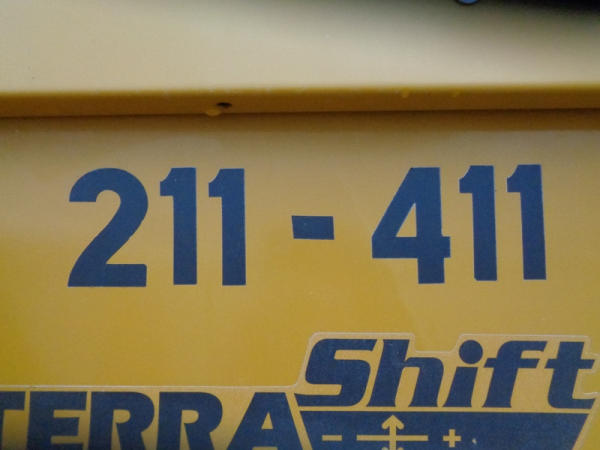 211 - 411
TERRA Shift
- +